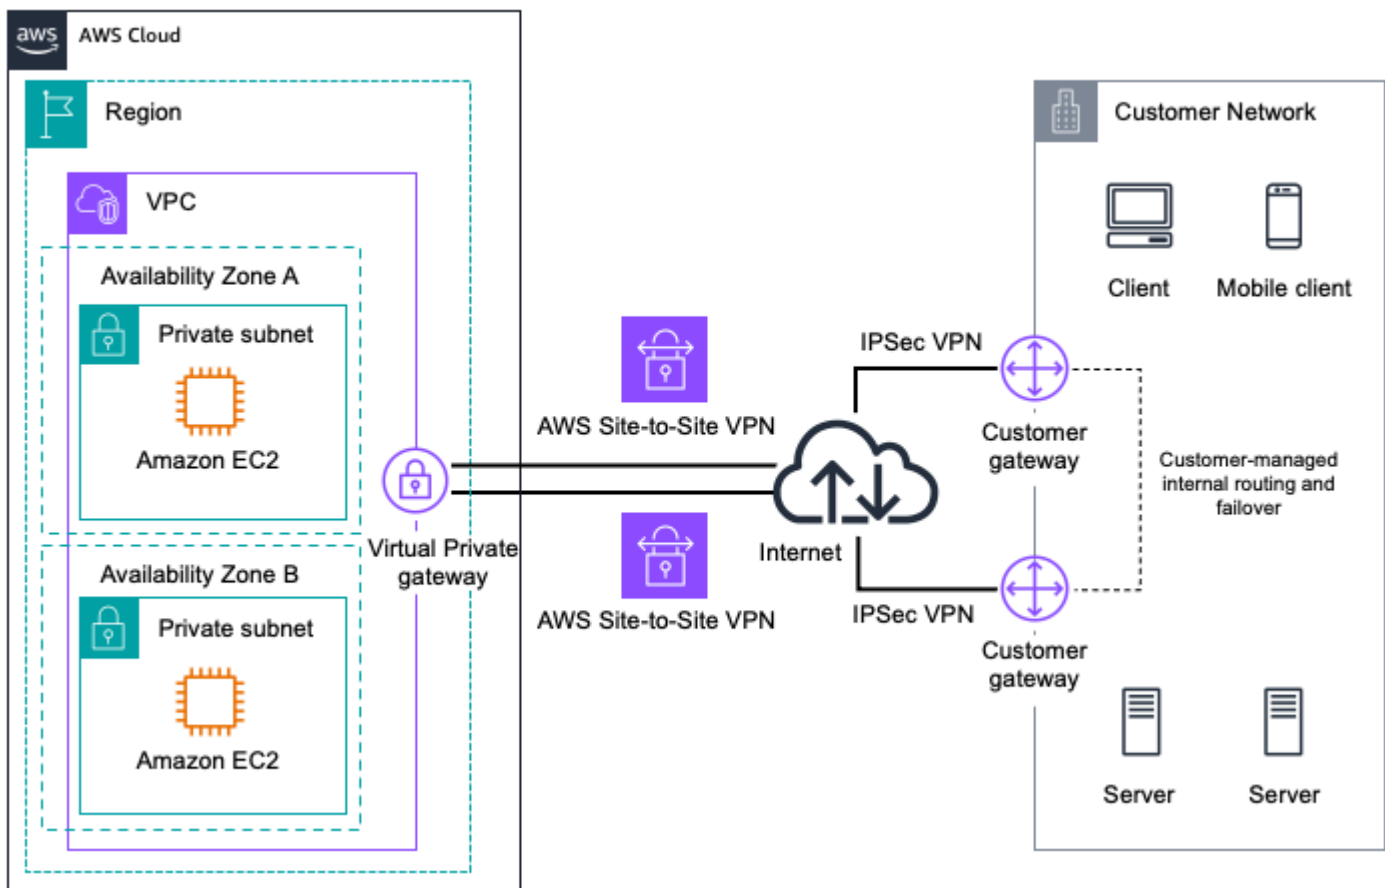 aws
AWS Cloud
Region
VPC
Availability Zone A
Private subnet
Amazon EC2
Virtual Private
gateway
Availability Zone B
Private subnet
Amazon EC2
AWS Site-to-Site VPN
AWS Site-to-Site VPN
Internet
IPSec VPN
IPSec VPN
Customer Network
Client
Mobile client
Customer
gateway
Customer-managed
internal routing and
failover
Customer
gateway
Server
Server